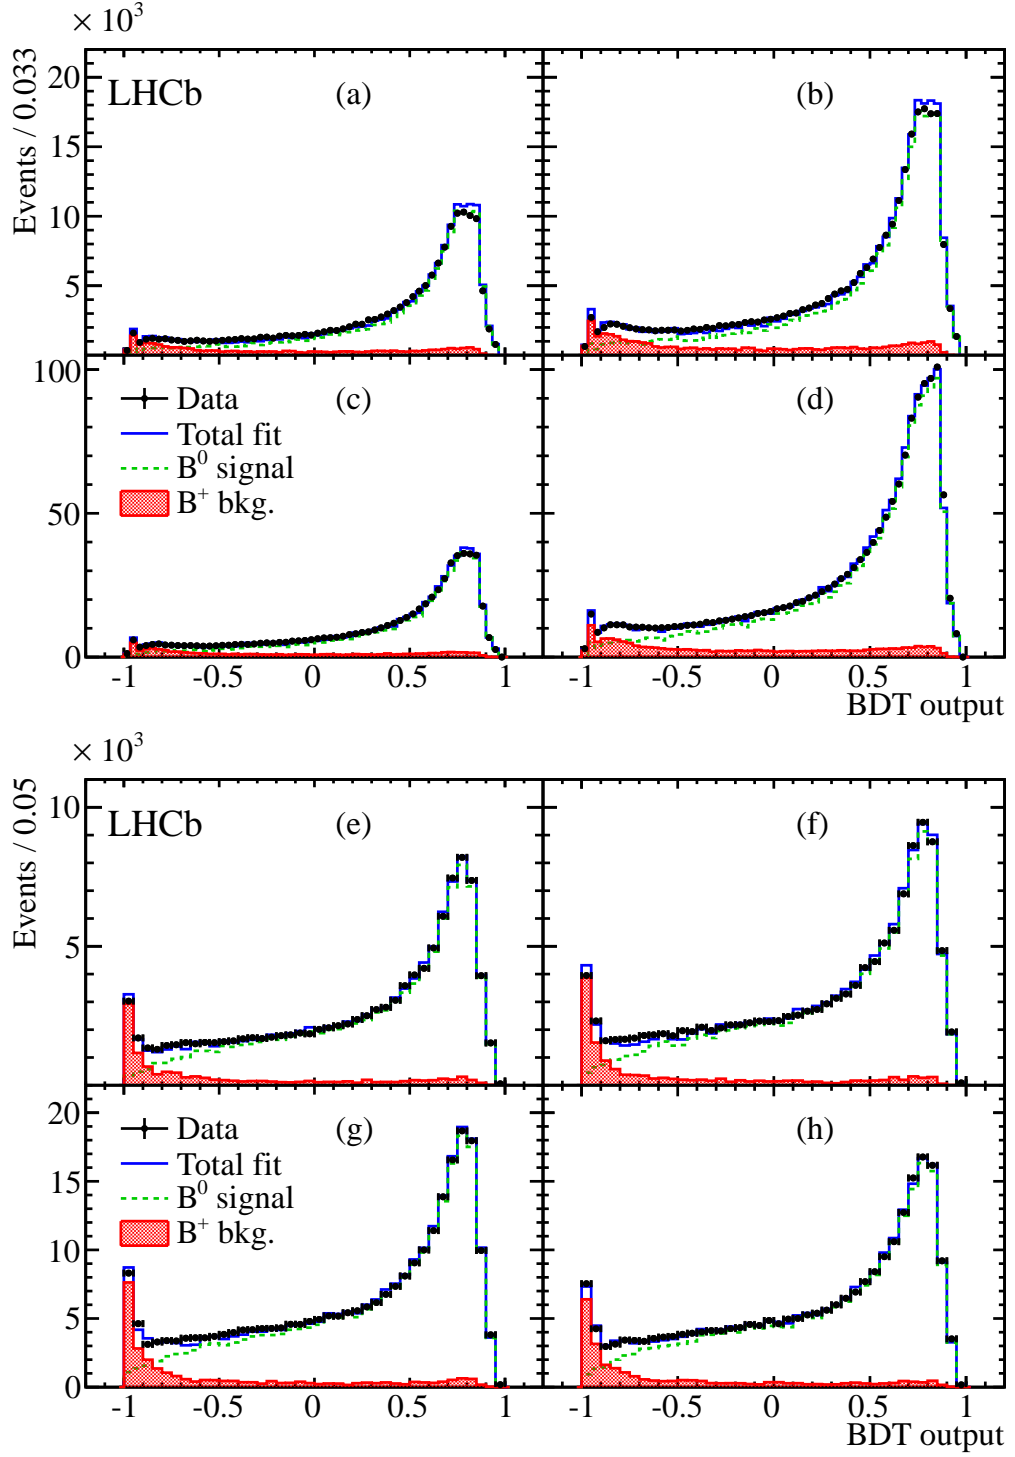 × 10³
Events / 0.033
20
15
10
5
LHCb
(a)
(b)
100
50
0
(c)
(d)
Data
Total fit
B⁰ signal
B⁺ bkg.
-1 -0.5 0 0.5 1 -1 -0.5 0 0.5 1
BDT output
× 10³
Events / 0.05
10
5
LHCb
(e)
(f)
20
15
10
5
0
(g)
(h)
Data
Total fit
B⁰ signal
B⁺ bkg.
-1 -0.5 0 0.5 1 -1 -0.5 0 0.5 1
BDT output